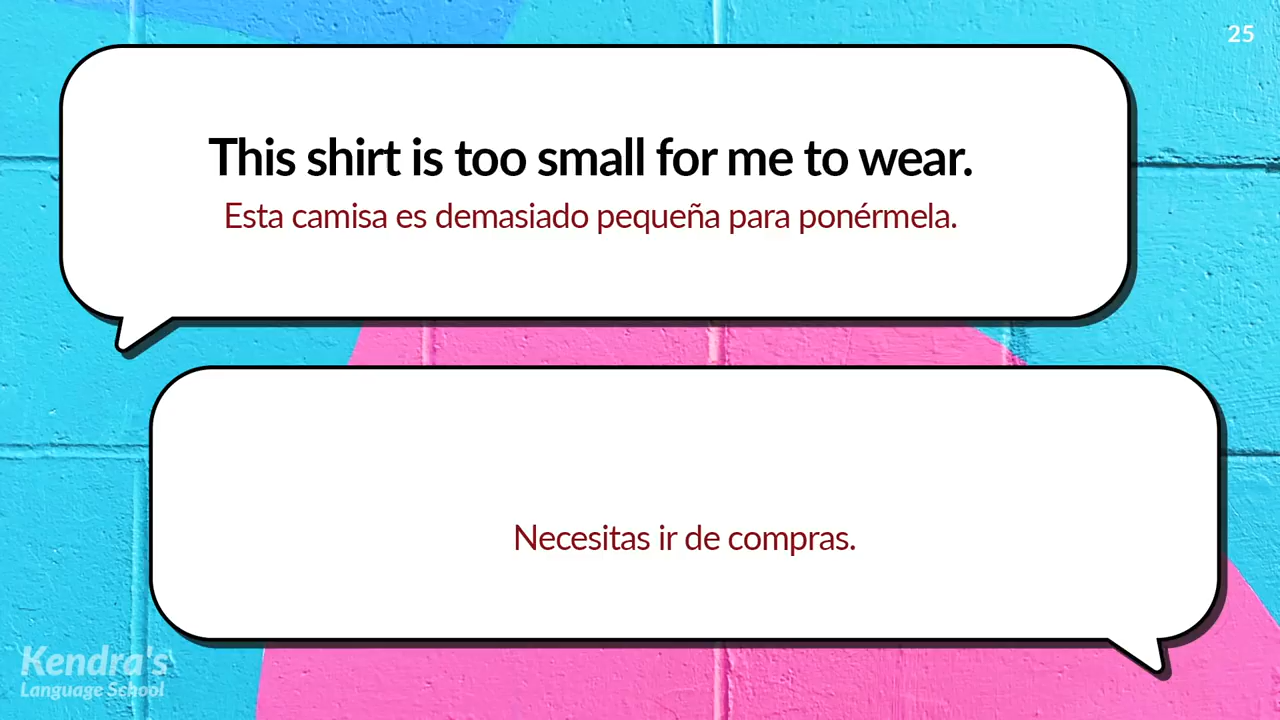 25
This shirt is too small for me to wear.
Esta camisa es demasiado pequeña para ponérmela.
Necesitas ir de compras.
Kendra's
Language School